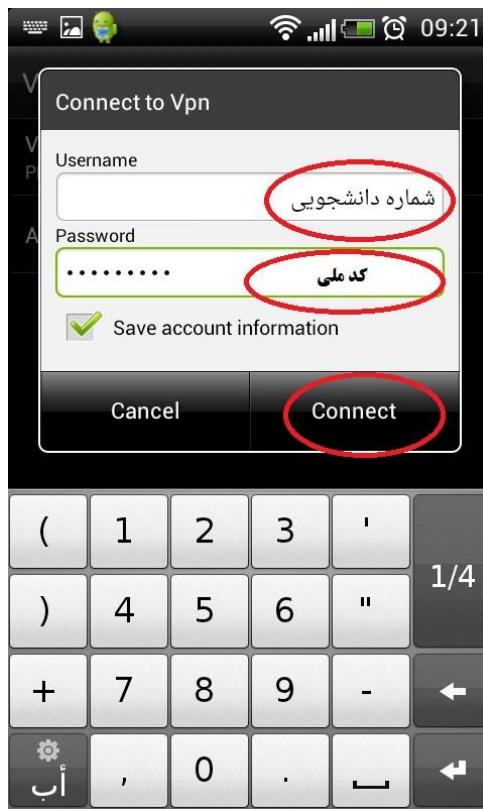 09:21
Connect to Vpn
Username
شماره دانشجویی
Password
•••••••••
کد ملی
Save account information
Cancel
Connect
( 1 2 3 '
1/4
) 4 5 6 "
+ 7 8 9 -
أب , 0 .